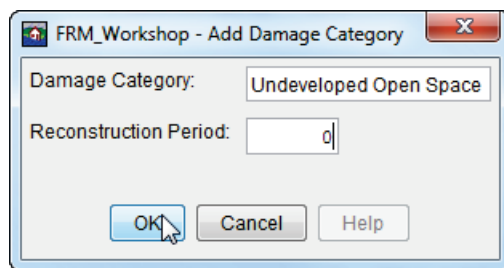 FRM_Workshop - Add Damage Category
Damage Category: Undeveloped Open Space
Reconstruction Period: 0
OK Cancel Help